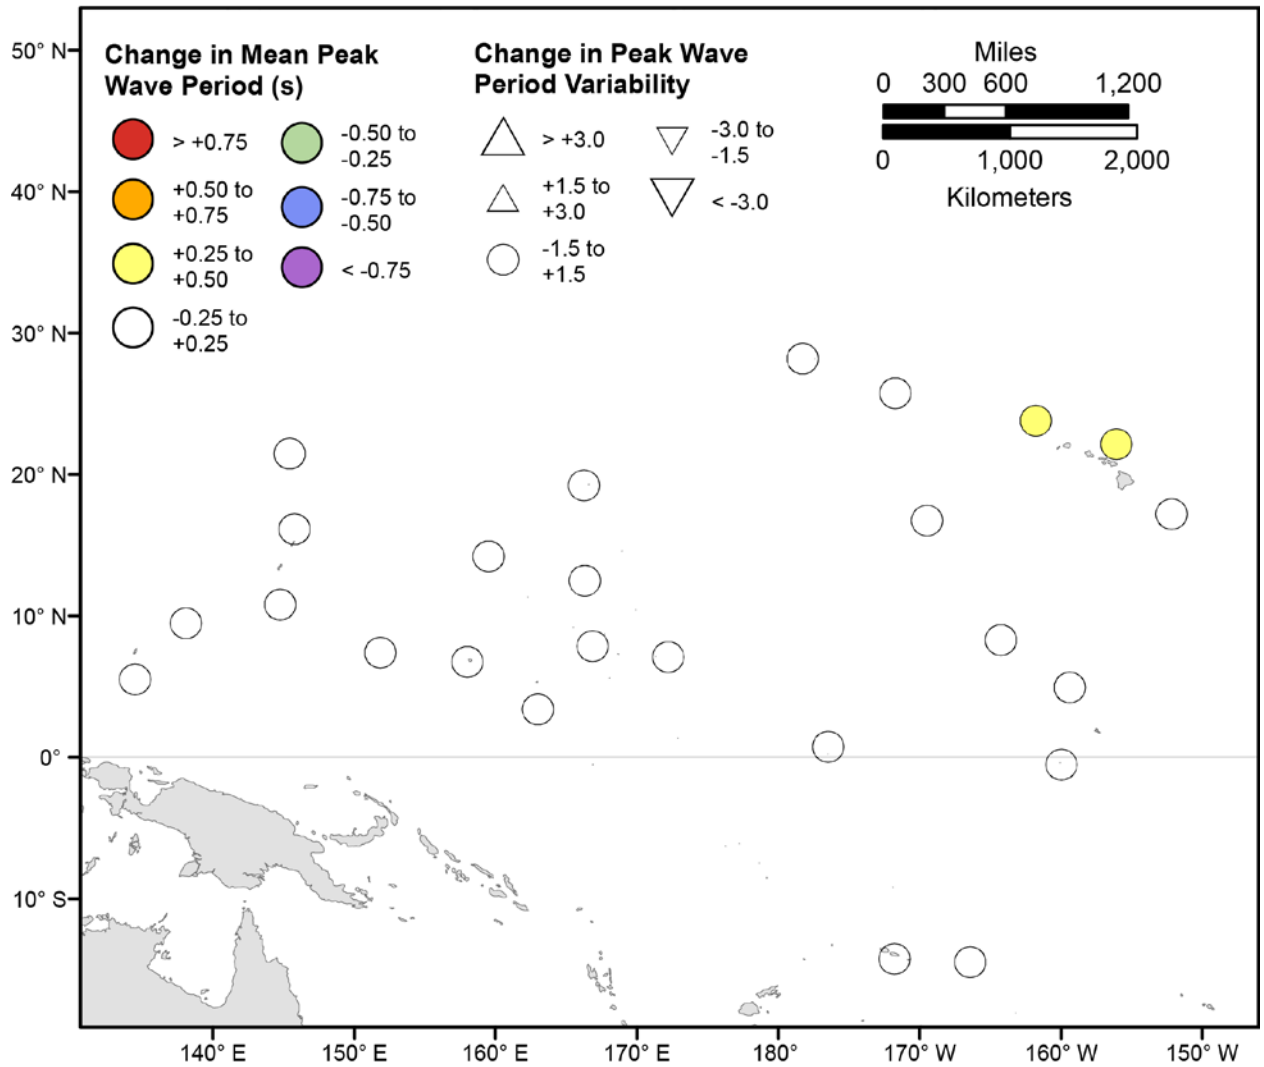 Change in Mean Peak
Wave Period (s)
> +0.75
+0.50 to
+0.75
+0.25 to
+0.50
-0.25 to
+0.25
-0.50 to
-0.25
-0.75 to
-0.50
< -0.75
Change in Peak Wave
Period Variability
> +3.0
+1.5 to
+3.0
-1.5 to
+1.5
-3.0 to
-1.5
< -3.0
Miles
0 300 600 1,200
0 1,000 2,000
Kilometers
50° N
40° N
30° N
20° N
10° N
0°
10° S
140° E 150° E 160° E 170° E 180° 170° W 160° W 150° W